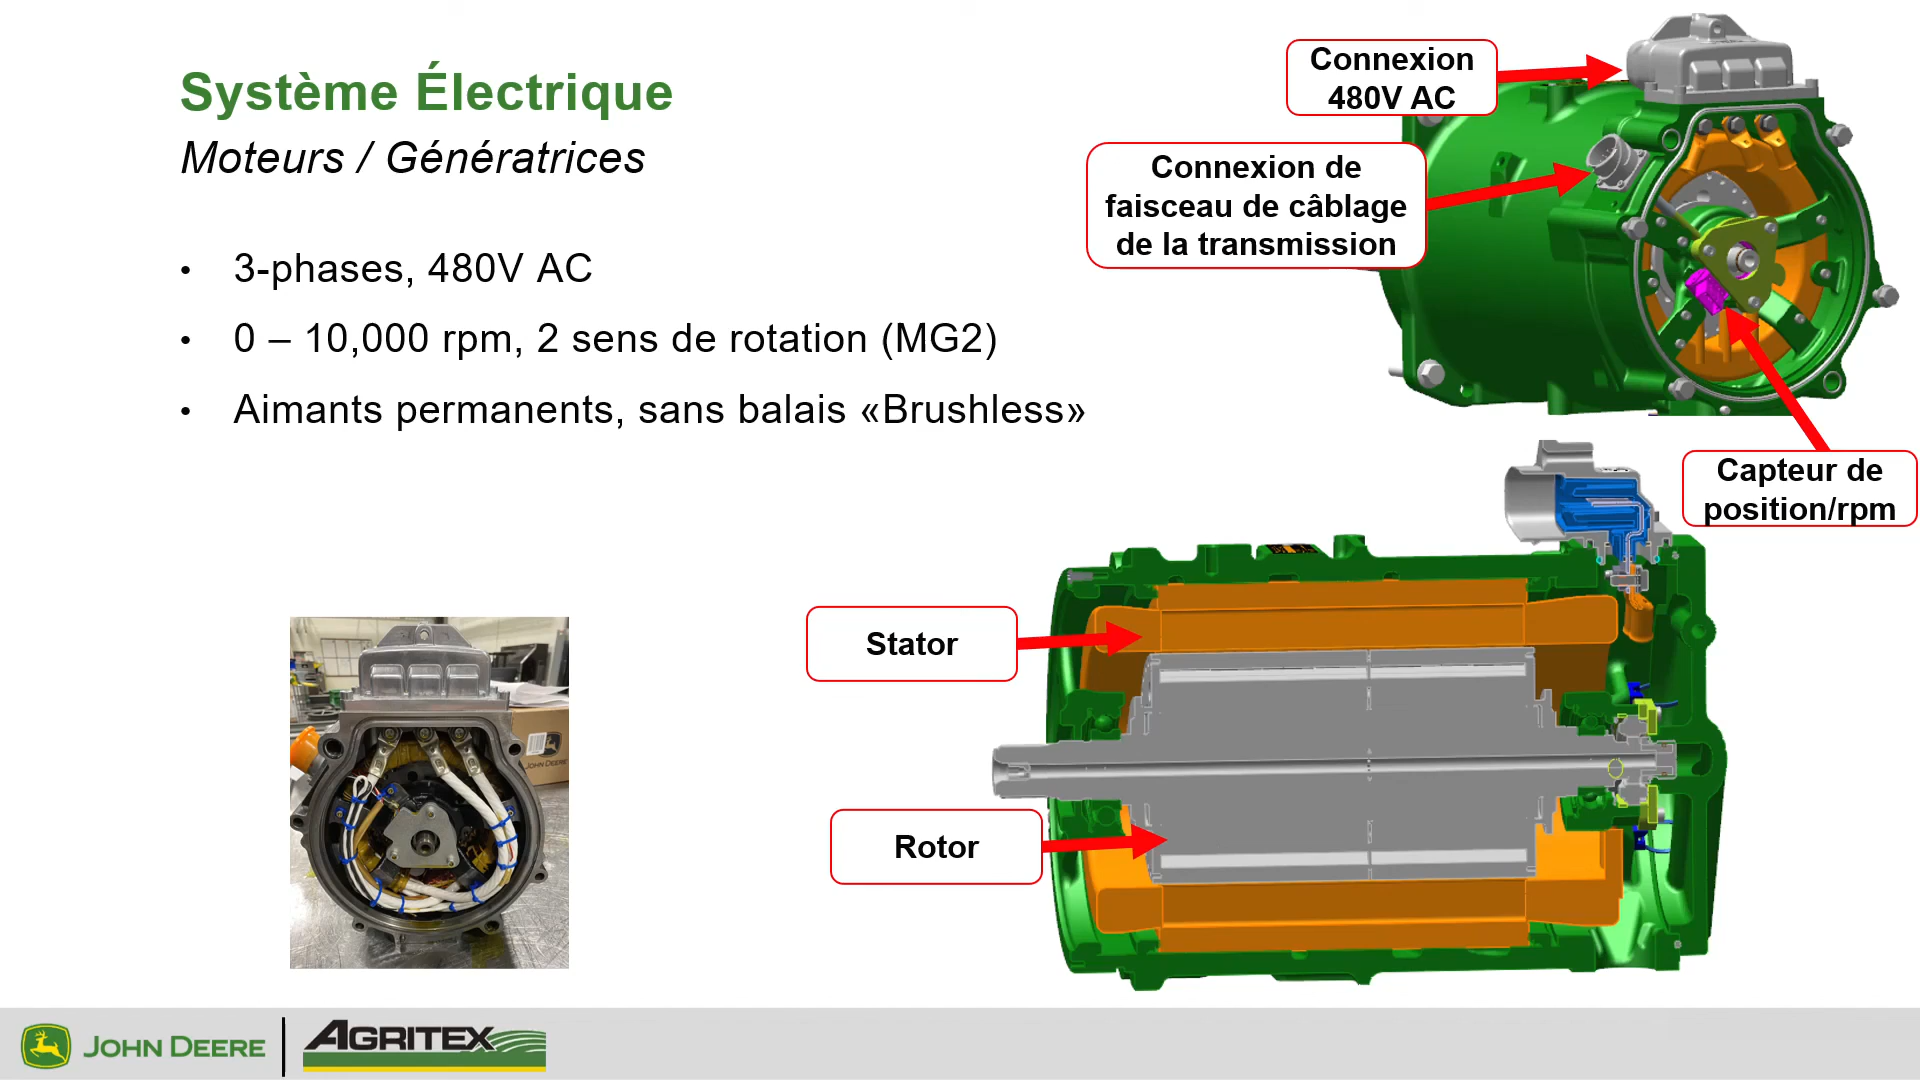 Système Électrique
Moteurs / Génératrices
• 3-phases, 480V AC
• 0 – 10,000 rpm, 2 sens de rotation (MG2)
• Aimants permanents, sans balais «Brushless»
Connexion
480V AC
Connexion de
faisceau de câblage
de la transmission
Capteur de
position/rpm
Stator
Rotor
JOHN DEERE
JOHN DEERE
AGRITEX